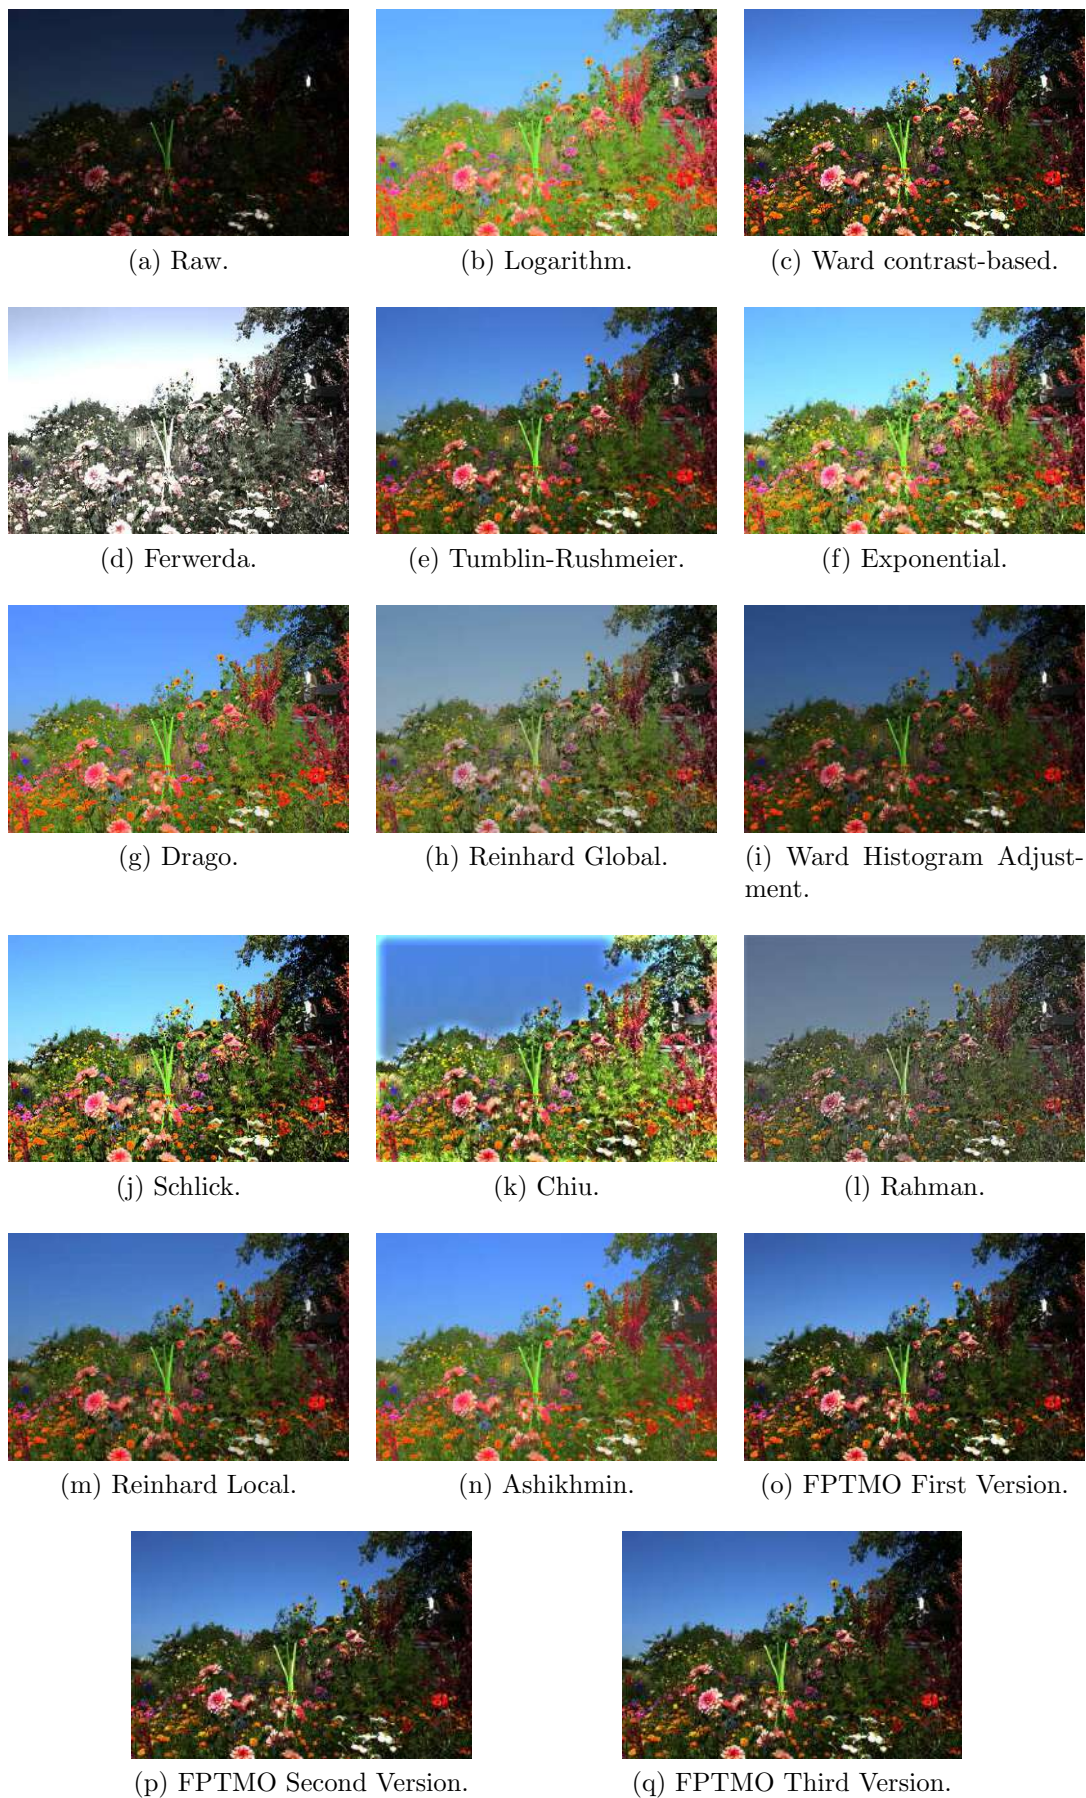 (a) Raw.
(b) Logarithm.
(c) Ward contrast-based.
(d) Ferwerda.
(e) Tumblin-Rushmeier.
(f) Exponential.
(g) Drago.
(h) Reinhard Global.
(i) Ward Histogram Adjust-
ment.
(j) Schlick.
(k) Chiu.
(l) Rahman.
(m) Reinhard Local.
(n) Ashikhmin.
(o) FPTMO First Version.
(p) FPTMO Second Version.
(q) FPTMO Third Version.